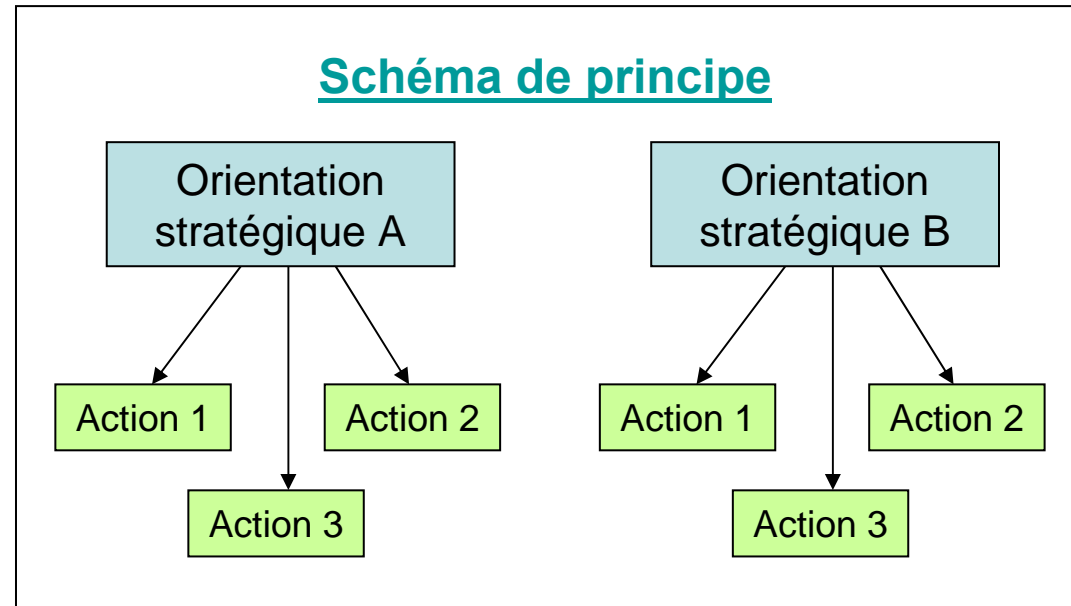 Schéma de principe
Orientation
stratégique A
Action 1
Action 2
Action 3
Orientation
stratégique B
Action 1
Action 2
Action 3